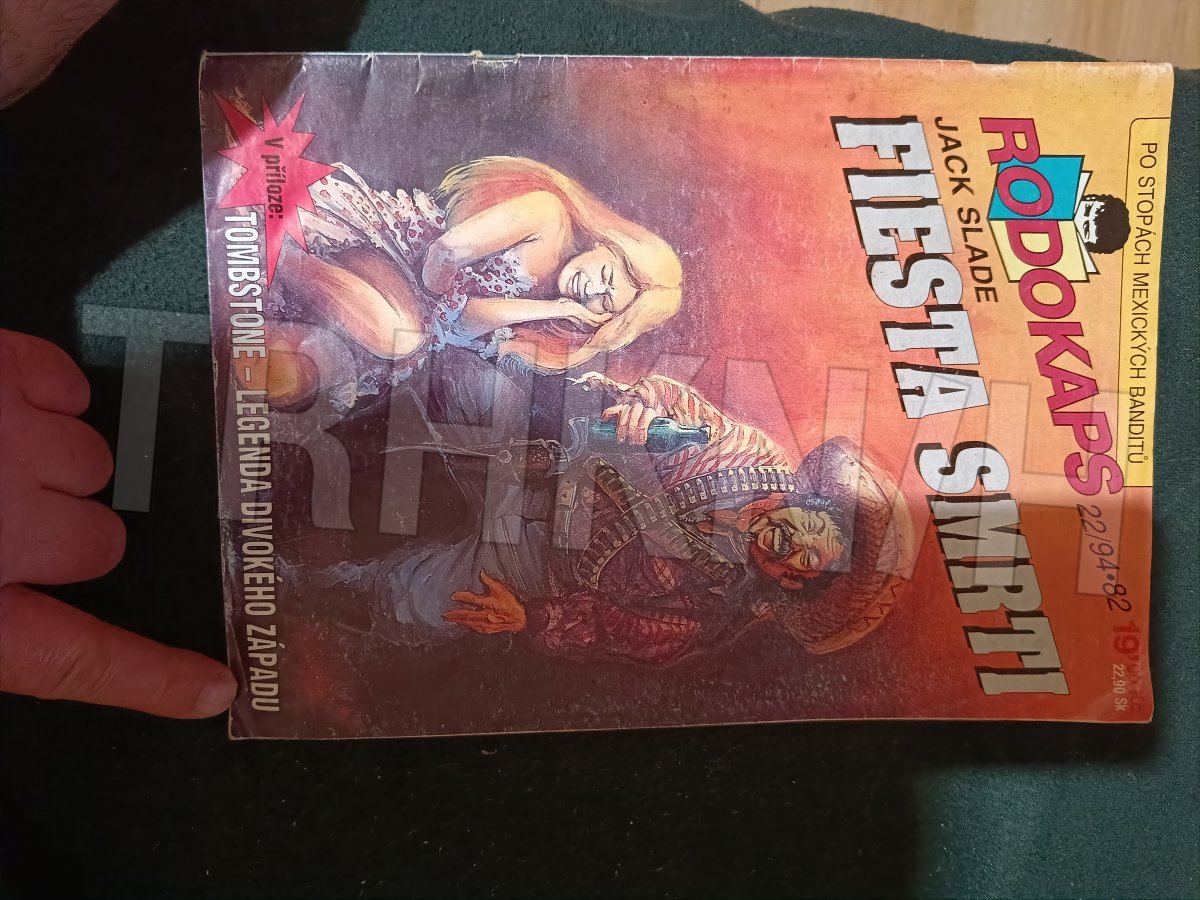 PO STOPÁCH MEXICKÝCH BANDITŮ
RODOKAPS
22/94•82
22,90 SK
JACK SLADE
FIESTA SMRTI
V příloze:
TOMBSTONE – LEGENDA DIVOKÉHO ZÁPADU